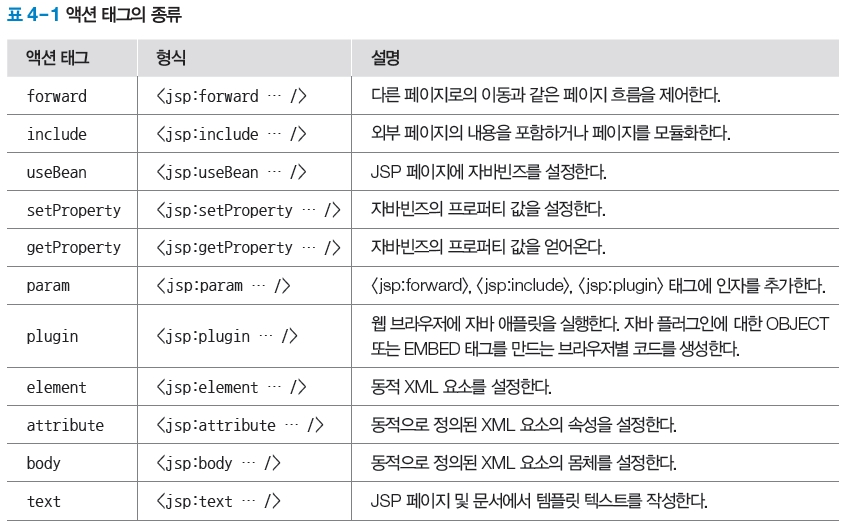 표 4-1 액션 태그의 종류
액션 태그 형식 설명
forward 〈jsp:forward … /〉 다른 페이지로의 이동과 같은 페이지 흐름을 제어한다.
include 〈jsp:include … /〉 외부 페이지의 내용을 포함하거나 페이지를 모듈화한다.
useBean 〈jsp:useBean … /〉 JSP 페이지에 자바빈즈를 설정한다.
setProperty 〈jsp:setProperty … /〉 자바빈즈의 프로퍼티 값을 설정한다.
getProperty 〈jsp:getProperty … /〉 자바빈즈의 프로퍼티 값을 얻어온다.
param 〈jsp:param … /〉 〈jsp:forward〉, 〈jsp:include〉, 〈jsp:plugin〉 태그에 인자를 추가한다.
plugin 〈jsp:plugin … /〉 웹 브라우저에 자바 애플릿을 실행한다. 자바 플러그인에 대한 OBJECT
또는 EMBED 태그를 만드는 브라우저별 코드를 생성한다.
element 〈jsp:element … /〉 동적 XML 요소를 설정한다.
attribute 〈jsp:attribute … /〉 동적으로 정의된 XML 요소의 속성을 설정한다.
body 〈jsp:body … /〉 동적으로 정의된 XML 요소의 몸체를 설정한다.
text 〈jsp:text … /〉 JSP 페이지 및 문서에서 템플릿 텍스트를 작성한다.